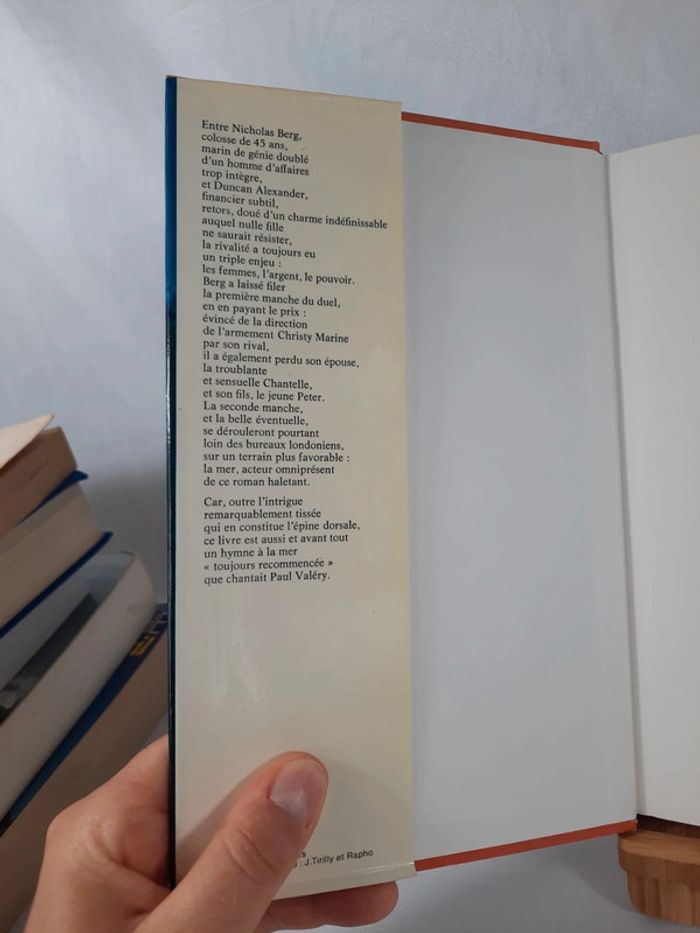 Entre Nicholas Berg,
colosse de 45 ans,
marin de génie doublé
d'un homme d'affaires
trop intègre,
et Duncan Alexander,
financier subtil,
retors, doué d'un charme indéfinissable
auquel nulle fille
ne saurait résister,
la rivalité a toujours eu
un triple enjeu :
les femmes, l'argent, le pouvoir.
Berg a laissé filer
la première manche du duel,
en en payant le prix :
évincé de la direction
de l'armement Christy Marine
par son rival,
il a également perdu son épouse,
la troublante
et sensuelle Chantelle,
et son fils, le jeune Peter.
La seconde manche,
et la belle éventuelle,
se dérouleront pourtant
loin des bureaux londoniens,
sur un terrain plus favorable :
la mer, acteur omniprésent
de ce roman haletant.
Car, outre l'intrigue
remarquablement tissée
qui en constitue l'épine dorsale,
ce livre est aussi et avant tout
un hymne à la mer
« toujours recommencée »
que chantait Paul Valéry.
: J.Tirilly et Rapho